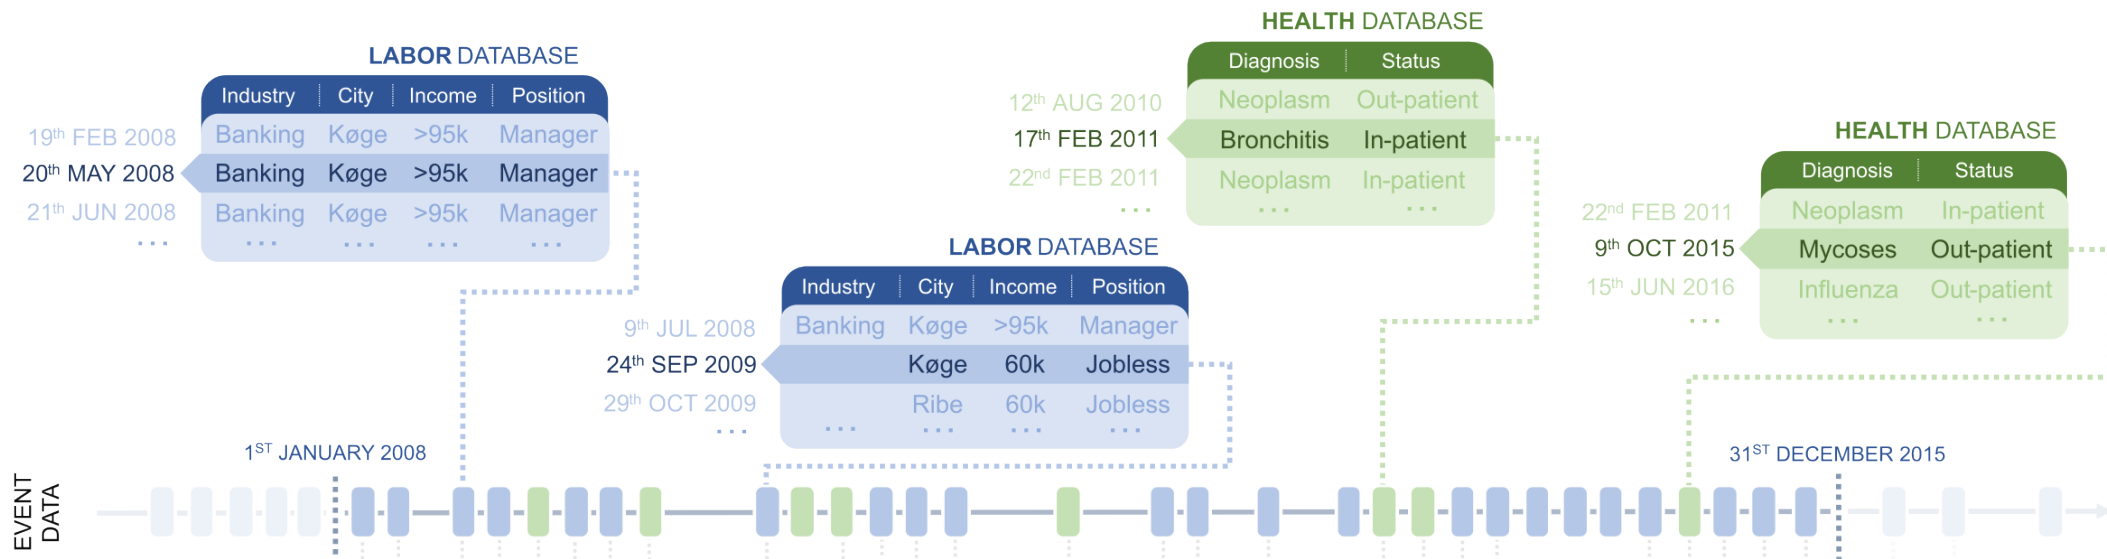 LABOR DATABASE
Industry City Income Position
19th FEB 2008 Banking Køge >95k Manager
20th MAY 2008 Banking Køge >95k Manager
21th JUN 2008 Banking Køge >95k Manager
... ... ... ... ...
LABOR DATABASE
Industry City Income Position
9th JUL 2008 Banking Køge >95k Manager
24th SEP 2009 Køge 60k Jobless
29th OCT 2009 Ribe 60k Jobless
... ... ... ... ...
HEALTH DATABASE
Diagnosis Status
12th AUG 2010 Neoplasm Out-patient
17th FEB 2011 Bronchitis In-patient
22nd FEB 2011 Neoplasm In-patient
... ... ...
HEALTH DATABASE
Diagnosis Status
22nd FEB 2011 Neoplasm In-patient
9th OCT 2015 Mycoses Out-patient
15th JUN 2016 Influenza Out-patient
... ... ...
1ST JANUARY 2008
31ST DECEMBER 2015
EVENT
DATA